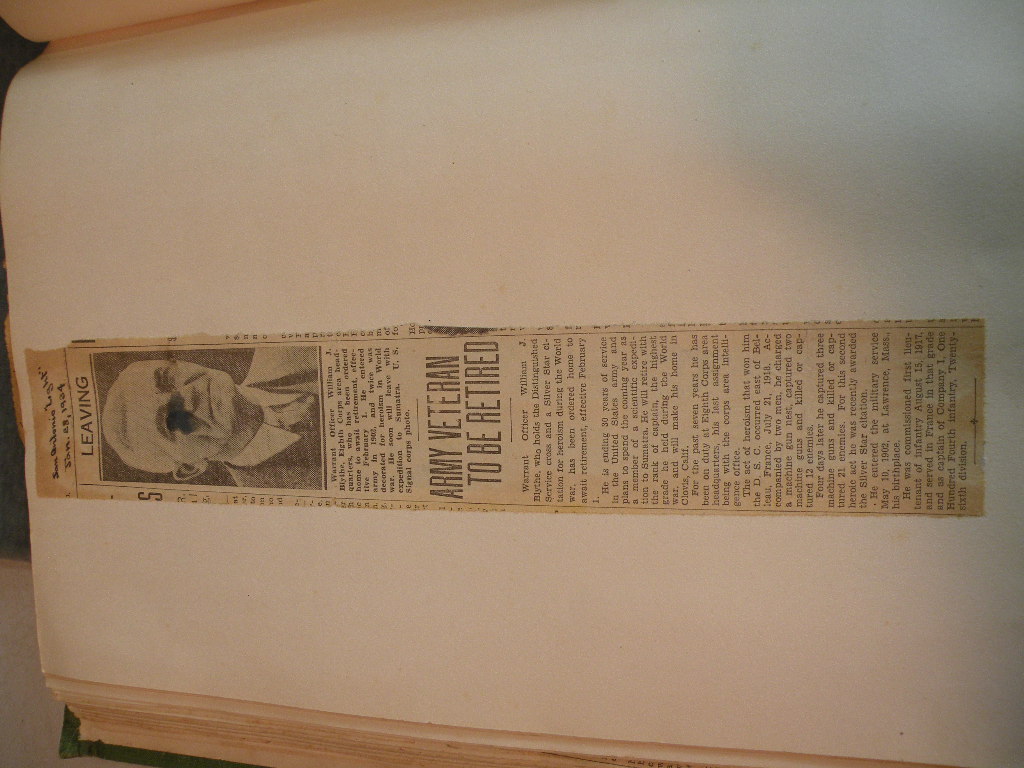 San Antonio
Jan. 28, 1934
LEAVING
Warrant Officer William J.
Blythe, Eighth corps area head-
quarters, who has been ordered
home to await retirement, effec-
tive February 1. He entered
army in 1902, and twice was
decorated for heroism in World
war. He soon will leave with
expedition to Sumatra. U. S.
Signal corps photo.
ARMY VETERAN
TO BE RETIRED
Warrant Officer William J.
Blythe, who holds the Distinguished
Service cross and a Silver Star ci-
tation for heroism during the World
war, has been ordered home to
await retirement, effective February
1.
He is ending 30 years of service
in the United States army and
plans to spend the coming year as
a member of a scientific expedi-
tion to Sumatra. He will retire with
the rank of captain, the highest
grade he held during the World
war, and will make his home in
Clovis, Calif.
For the past seven years he has
been on duty at Eighth Corps area
headquarters, his last assignment
being with the corps area intelli-
gence office.
The act of heroism that won him
the D. S. C. occurred near Bel-
leau, France, July 21, 1918. Ac-
companied by two men, he charged
a machine gun nest, captured two
machine guns and killed or cap-
tured 12 enemies.
Four days later he captured three
machine guns and killed or cap-
tured their crews. For this second
heroic act he was recently awarded
the Silver Star citation.
He entered the military service
May 10, 1902, at Lawrence, Mass.,
his birthplace.
He was commissioned first lieu-
tenant of infantry August 15, 1917,
and served in France in that grade
and as captain of Company I, One
Hundred Fourth infantry, Twenty-
sixth division.